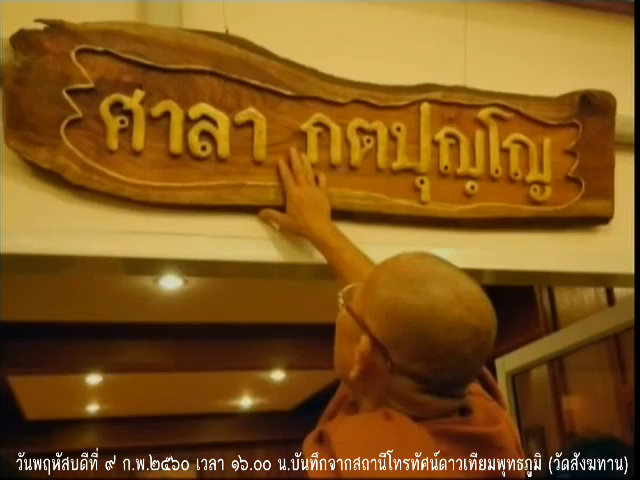 ศาลา กตปุญฺโญ
วันพฤหัสบดีที่ ๙ ก.พ.๒๕๖๐ เวลา ๑๖.๐๐ น.บันทึกจากสถานีโทรทัศน์ดาวเทียมพุทธภูมิ (วัดสังฆทาน)